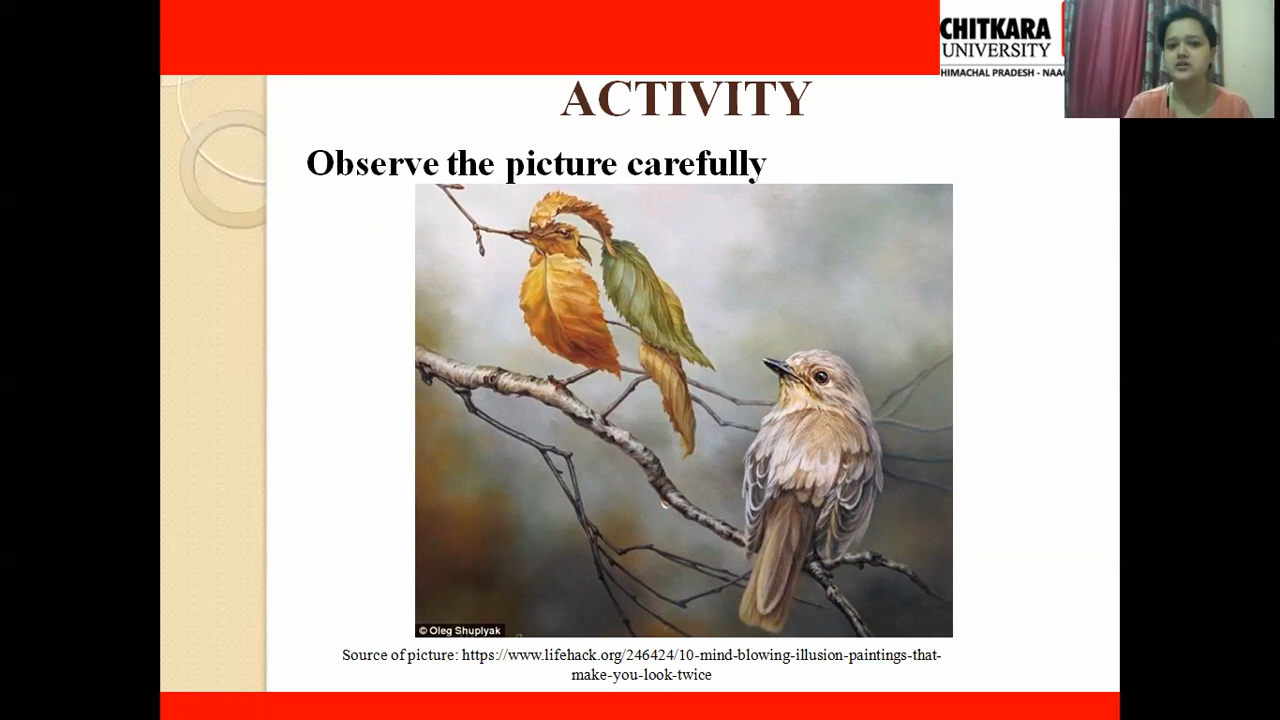 CHITKARA
UNIVERSITY
HIMACHAL PRADESH -
ACTIVITY
Observe the picture carefully
© Oleg Shuplyak
Source of picture: https://www.lifehack.org/246424/10-mind-blowing-illusion-paintings-that-
make-you-look-twice